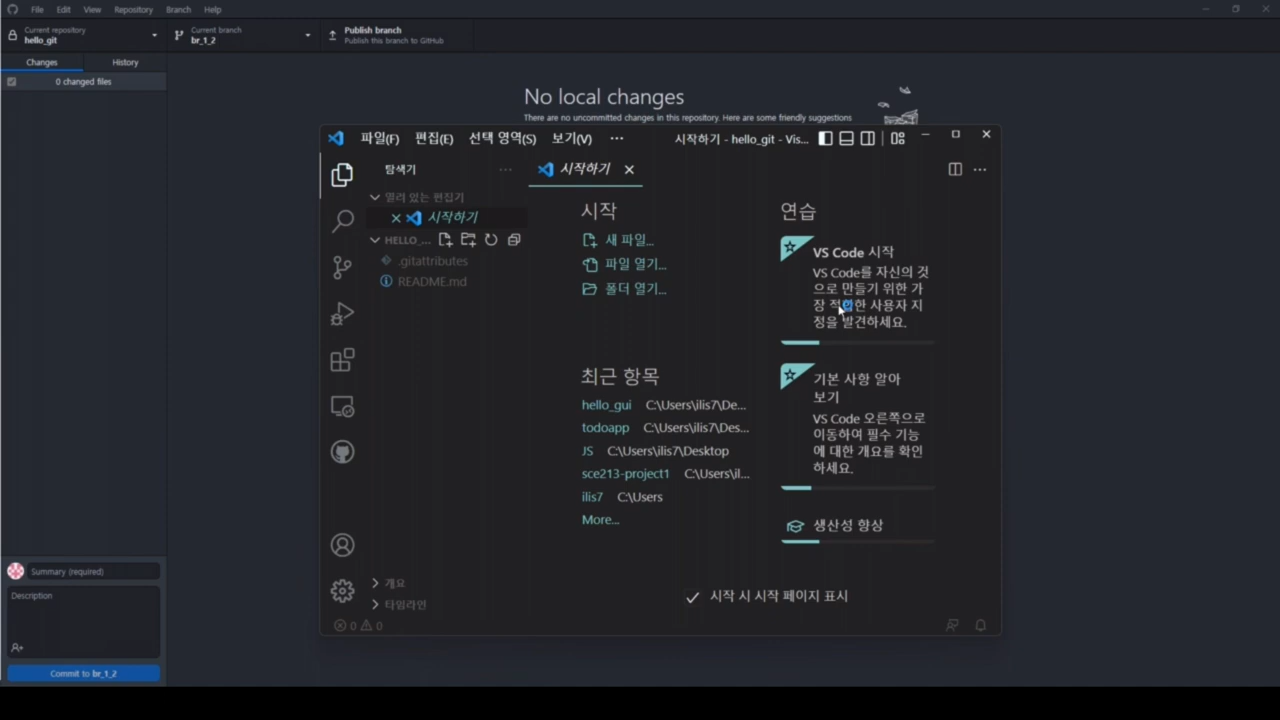 File Edit View Repository Branch Help
Current repository
hello_git
Current branch
br_1_2
Publish branch
Publish this branch to GitHub
Changes History
0 changed files
No local changes
There are no uncommitted changes in this repository. Here are some friendly suggestions
파일(F) 편집(E) 선택 영역(S) 보기(V) ··· 시작하기 - hello_git - Vis...
탐색기 ···
시작하기
열려 있는 편집기
시작하기
HELLO_...
.gitattributes
README.md
시작
새 파일...
파일 열기...
폴더 열기...
최근 항목
hello_gui C:\Users\ilis7\De...
todoapp C:\Users\ilis7\Des...
JS C:\Users\ilis7\Desktop
sce213-project1 C:\Users\il...
ilis7 C:\Users
More...
연습
VS Code 시작
VS Code를 자신의 것
으로 만들기 위한 가
장 적합한 사용자 지
정을 발견하세요.
기본 사항 알아
보기
VS Code 오른쪽으로
이동하여 필수 기능
에 대한 개요를 확인
하세요.
생산성 향상
시작 시 시작 페이지 표시
개요
타임라인
0 0
Summary (required)
Description
Commit to br_1_2